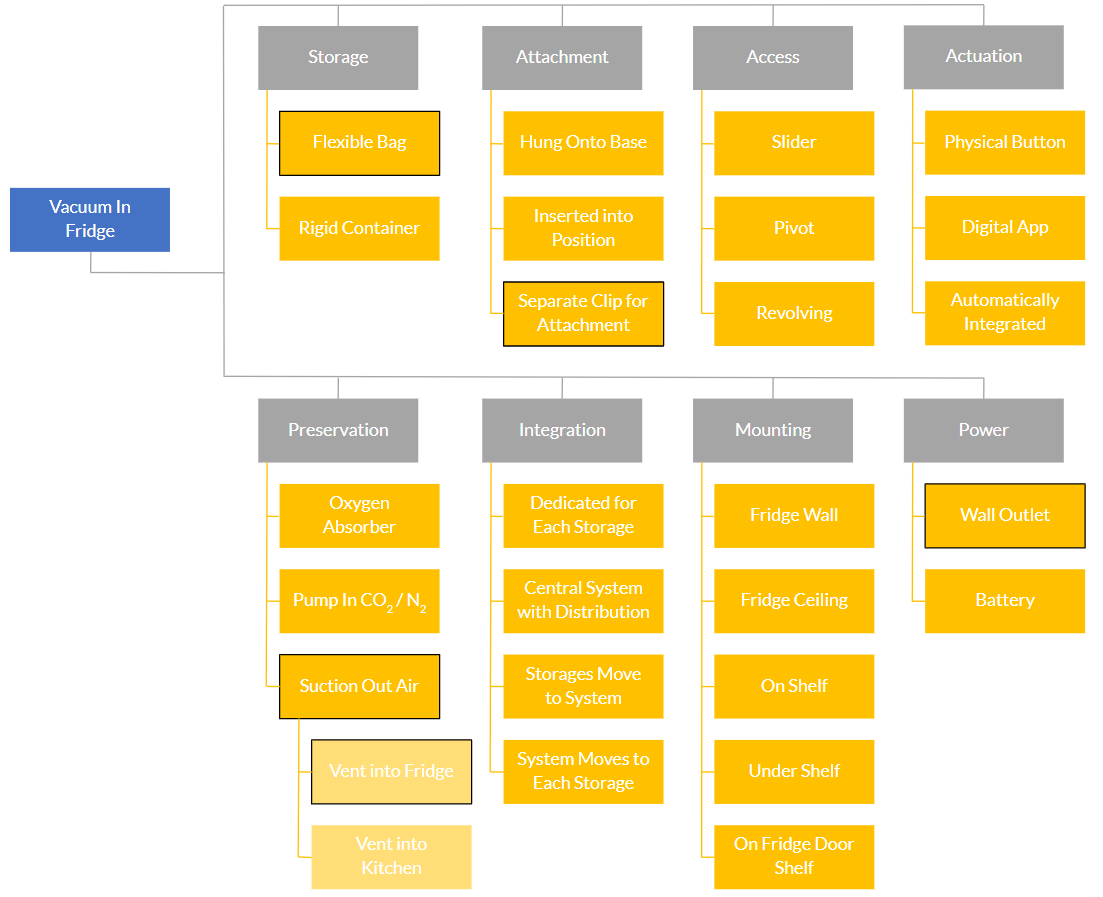 Vacuum In
Fridge
Storage
Flexible Bag
Rigid Container
Attachment
Hung Onto Base
Inserted into
Position
Separate Clip for
Attachment
Access
Slider
Pivot
Revolving
Actuation
Physical Button
Digital App
Automatically
Integrated
Preservation
Oxygen
Absorber
Pump In CO₂ / N₂
Suction Out Air
Vent into Fridge
Vent into
Kitchen
Integration
Dedicated for
Each Storage
Central System
with Distribution
Storages Move
to System
System Moves to
Each Storage
Mounting
Fridge Wall
Fridge Ceiling
On Shelf
Under Shelf
On Fridge Door
Shelf
Power
Wall Outlet
Battery